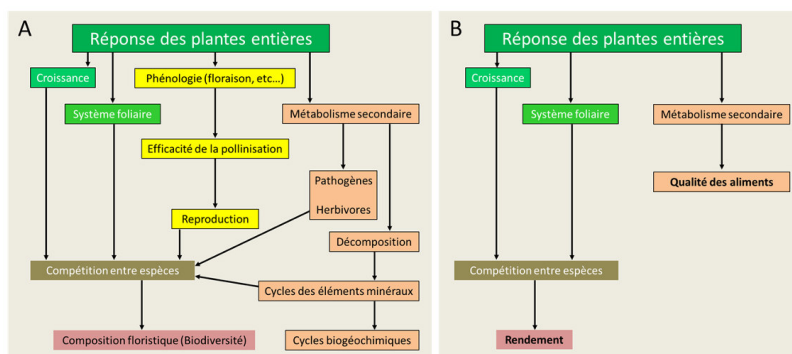 A
Réponse des plantes entières
Croissance
Phénologie (floraison, etc…)
Système foliaire
Métabolisme secondaire
Efficacité de la pollinisation
Pathogènes
Herbivores
Reproduction
Décomposition
Compétition entre espèces
Cycles des éléments minéraux
Composition floristique (Biodiversité)
Cycles biogéochimiques
B
Réponse des plantes entières
Croissance
Système foliaire
Métabolisme secondaire
Qualité des aliments
Compétition entre espèces
Rendement